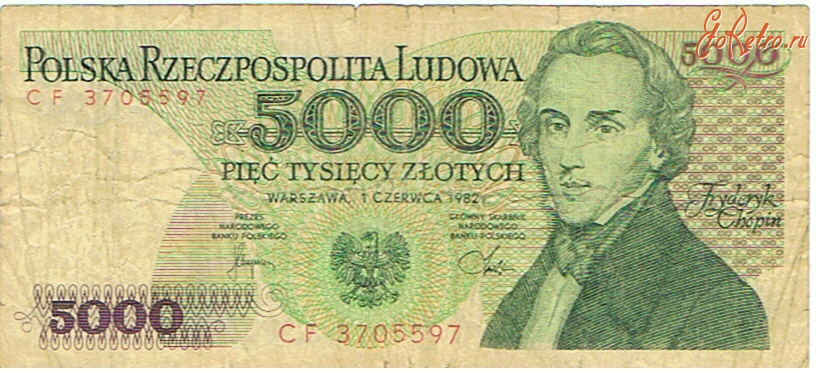 EtoRetro.ru
5000
POLSKA RZECZPOSPOLITA LUDOWA
CF 3705597
5000
PIĘĆ TYSIĘCY ZŁOTYCH
WARSZAWA, 1 CZERWCA 1982 r.
PREZES
NARODOWEGO
BANKU POLSKIEGO
GŁÓWNY SKARBNIK
NARODOWEGO
BANKU POLSKIEGO
Fryderyk
Chopin
5000
CF 3705597